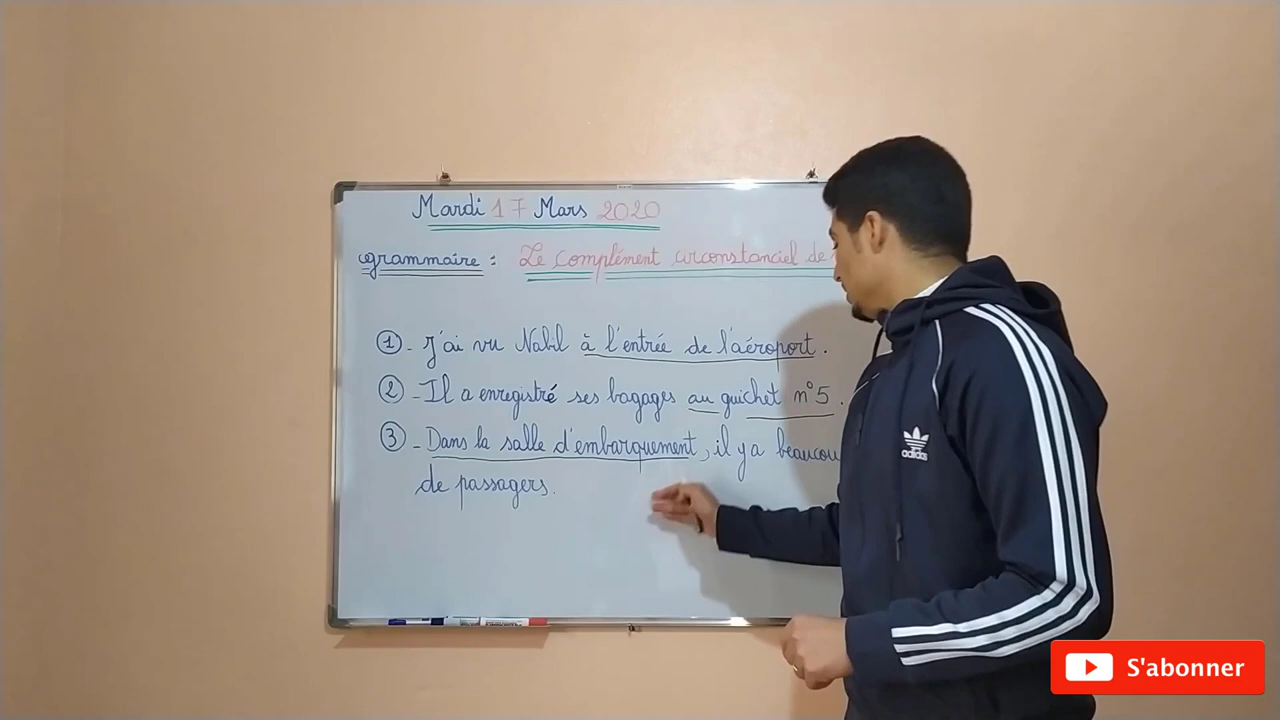 Mardi 17 Mars 2020
grammaire : Le complément circonstanciel de
①- J'ai vu Nabil à l'entrée de l'aéroport.
②- Il a enregistré ses bagages au guichet n°5.
③- Dans la salle d'embarquement, il y a beaucou
de passagers.
adidas
S'abonner